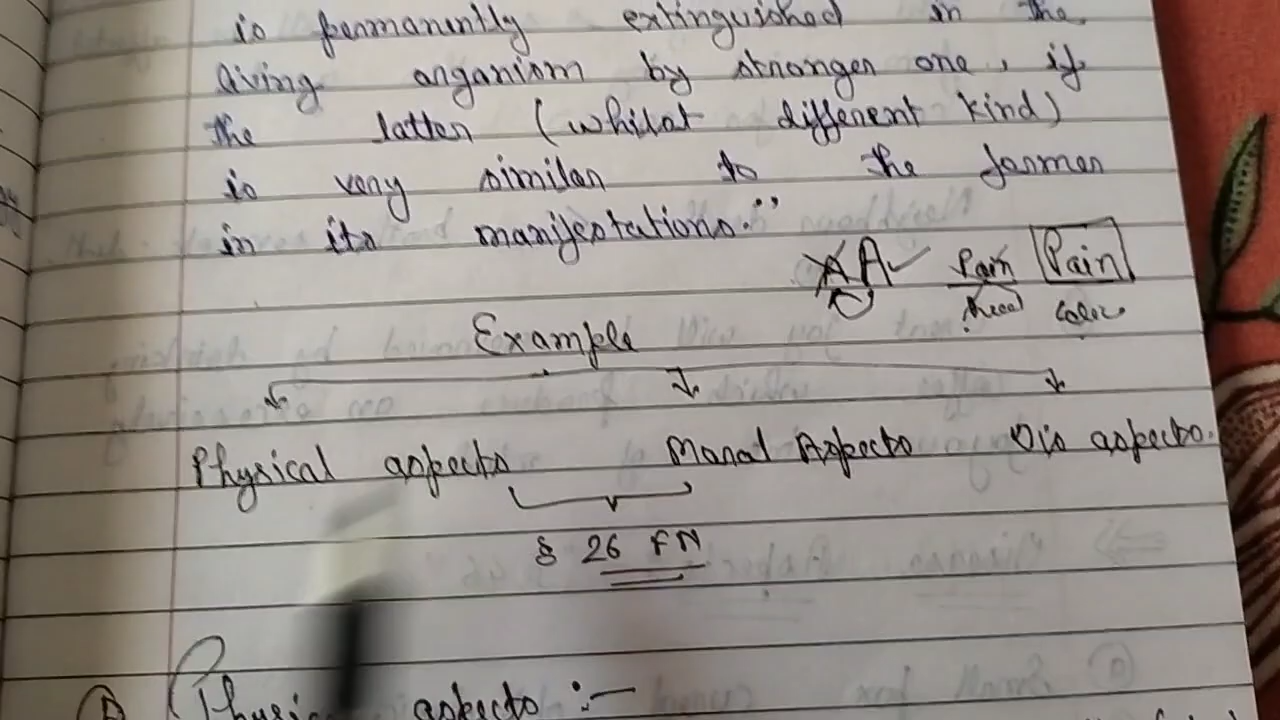 is permanently extinguished in the
living organism by stronger one, if
the latter (whilst different kind)
is very similar to the former
in its manifestations."
A A Pain Pain
Example
Physical aspects Moral Aspects Dis aspects.
§ 26 FN
Physical aspects :-